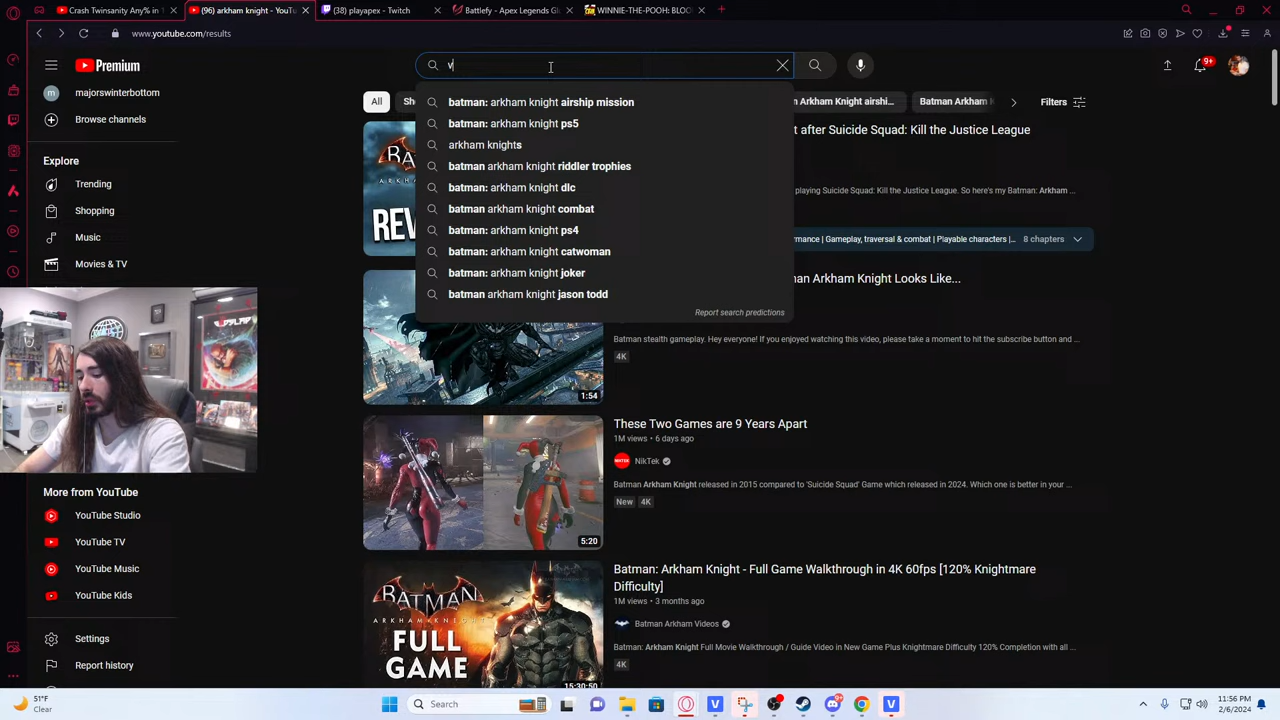 Crash Twinsanity Any% in
(96) arkham knight - YouTu
(38) playapex - Twitch
Battlefy - Apex Legends Gl
WINNIE-THE-POOH: BLOO
www.youtube.com/results
Premium
V
9+
majorswinterbottom
Browse channels
Explore
Trending
Shopping
Music
Movies & TV
More from YouTube
YouTube Studio
YouTube TV
YouTube Music
YouTube Kids
Settings
Report history
All
Batman Arkham K
Filters
batman: arkham knight airship mission
batman: arkham knight ps5
arkham knights
batman: arkham knight riddler trophies
batman: arkham knight dlc
batman arkham knight combat
batman: arkham knight ps4
batman: arkham knight catwoman
batman: arkham knight joker
batman arkham knight jason todd
Report search predictions
n Arkham Knight airshi...
after Suicide Squad: Kill the Justice League
playing Suicide Squad: Kill the Justice League. So here's my Batman: Arkham ...
mance | Gameplay, traversal & combat | Playable characters |...
8 chapters
man Arkham Knight Looks Like...
Batman stealth gameplay. Hey everyone! If you enjoyed watching this video, please take a moment to hit the subscribe button and ...
4K
1:54
These Two Games are 9 Years Apart
1M views • 6 days ago
NikTek
Batman Arkham Knight released in 2015 compared to 'Suicide Squad' Game which released in 2024. Which one is better in your ...
New 4K
5:20
Batman: Arkham Knight - Full Game Walkthrough in 4K 60fps [120% Knightmare
Difficulty]
1M views • 3 months ago
Batman Arkham Videos
Batman: Arkham Knight Full Movie Walkthrough / Guide Video in New Game Plus Knightmare Difficulty 120% Completion with all ...
4K
BATMAN
ARKHAM KNIGHT
FULL
GAME
15:30:50
51°F
Clear
Search
11:56 PM
2/6/2024